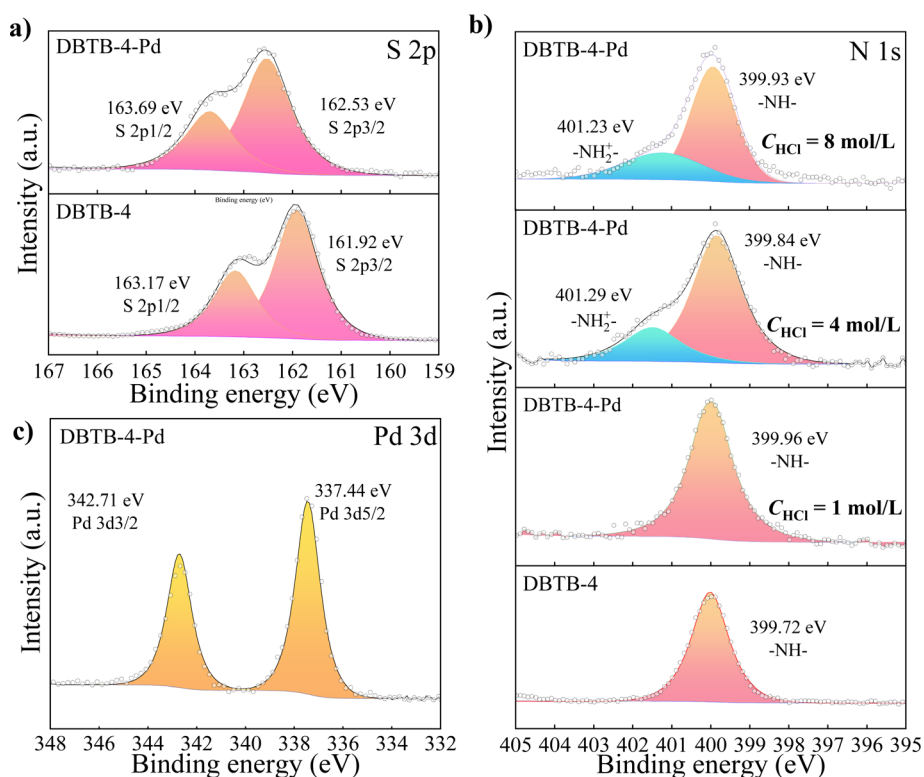 a)
DBTB-4-Pd
S 2p
163.69 eV
S 2p1/2
162.53 eV
S 2p3/2
Binding energy (eV)
DBTB-4
163.17 eV
S 2p1/2
161.92 eV
S 2p3/2
Intensity (a.u.)
167 166 165 164 163 162 161 160 159
Binding energy (eV)
b)
DBTB-4-Pd
N 1s
399.93 eV
-NH-
401.23 eV
-NH₂⁺-
C_HCl = 8 mol/L
DBTB-4-Pd
399.84 eV
-NH-
401.29 eV
-NH₂⁺-
C_HCl = 4 mol/L
DBTB-4-Pd
399.96 eV
-NH-
C_HCl = 1 mol/L
DBTB-4
399.72 eV
-NH-
Intensity (a.u.)
405 404 403 402 401 400 399 398 397 396 395
Binding energy (eV)
c)
DBTB-4-Pd
Pd 3d
342.71 eV
Pd 3d3/2
337.44 eV
Pd 3d5/2
Intensity (a.u.)
348 346 344 342 340 338 336 334 332
Binding energy (eV)